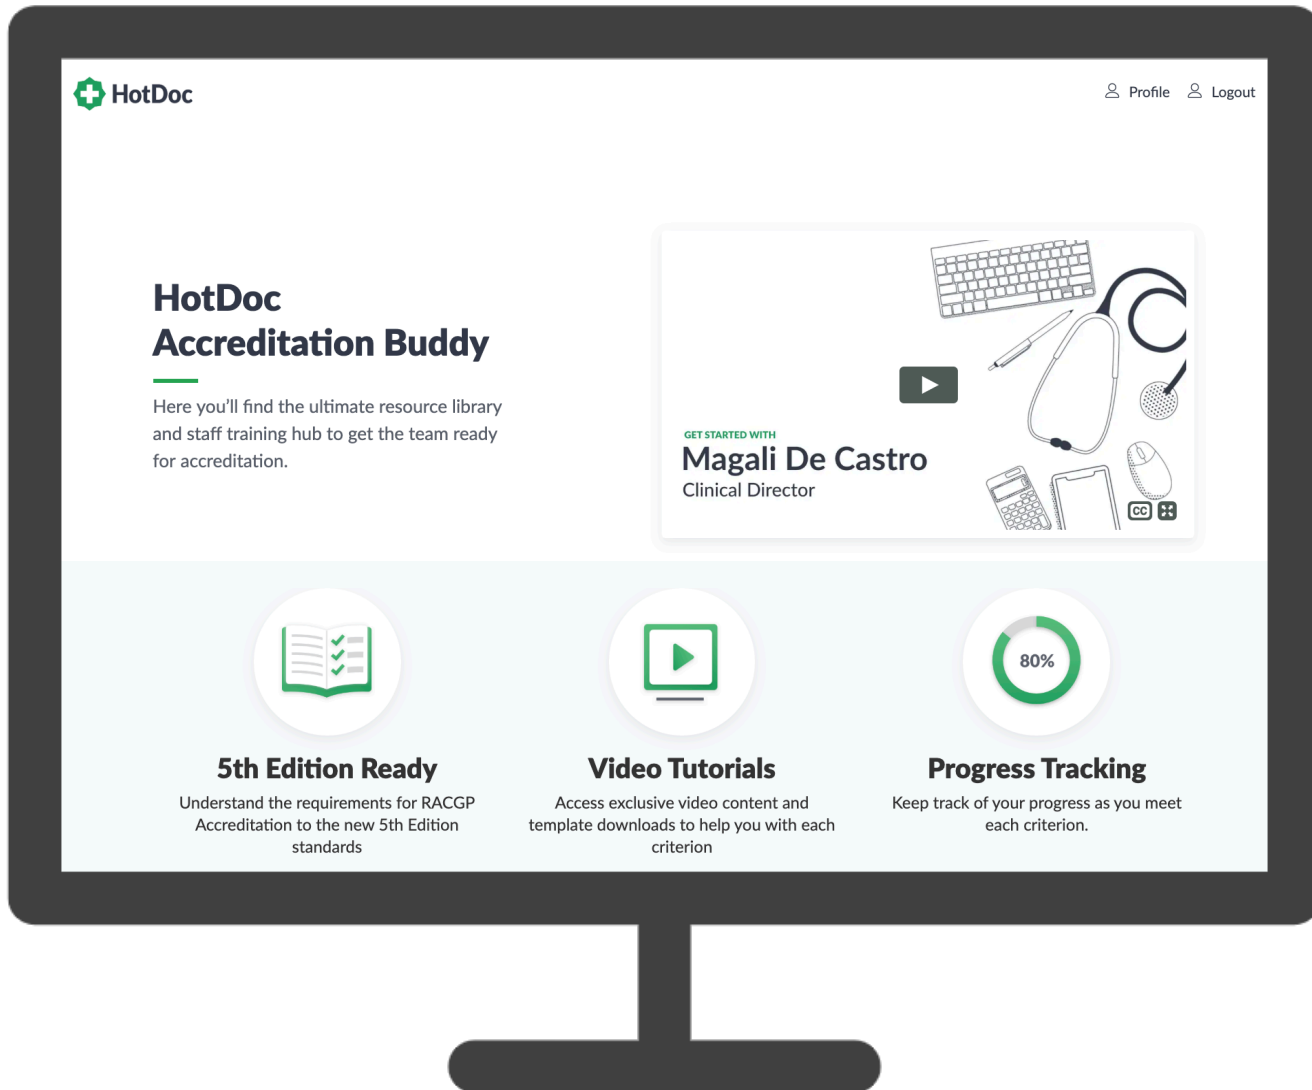 HotDoc
Profile
Logout
HotDoc
Accreditation Buddy
Here you'll find the ultimate resource library
and staff training hub to get the team ready
for accreditation.
GET STARTED WITH
Magali De Castro
Clinical Director
CC
80%
5th Edition Ready
Understand the requirements for RACGP
Accreditation to the new 5th Edition
standards
Video Tutorials
Access exclusive video content and
template downloads to help you with each
criterion
Progress Tracking
Keep track of your progress as you meet
each criterion.